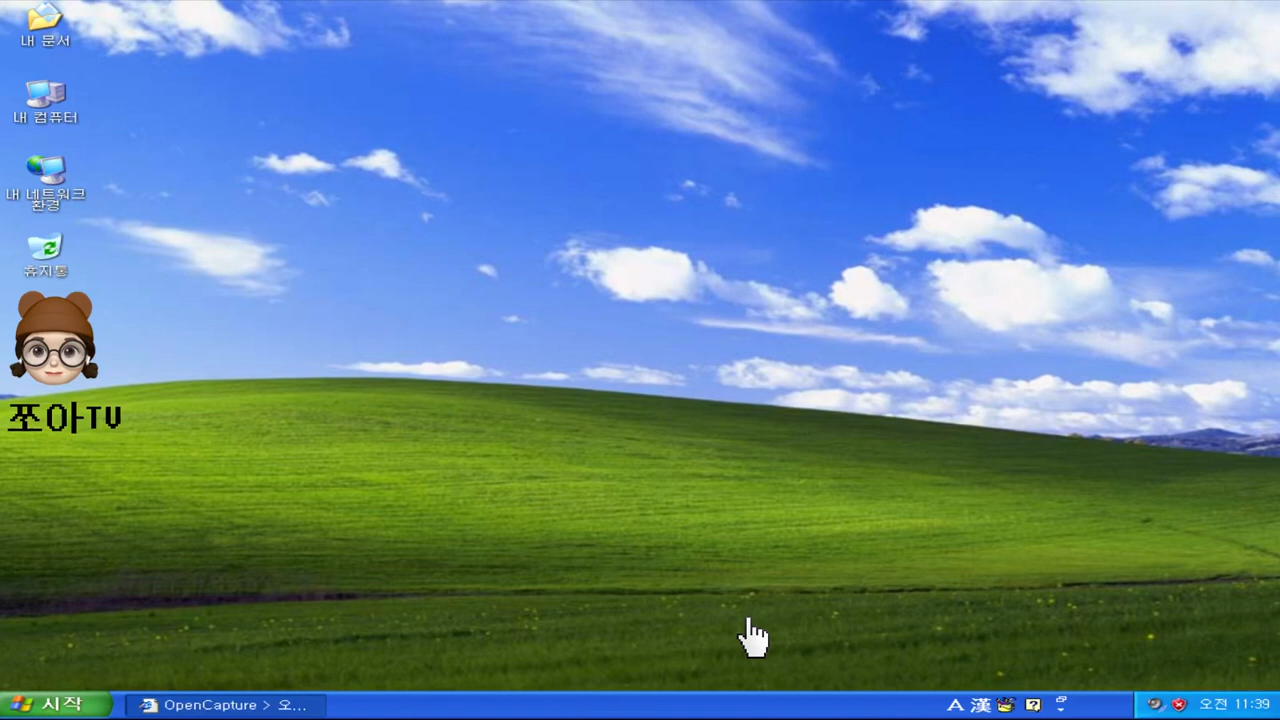 내 문서
내 컴퓨터
내 네트워크
환경
휴지통
쪼아TV
시작
OpenCapture > 오...
A 漢
오전 11:39